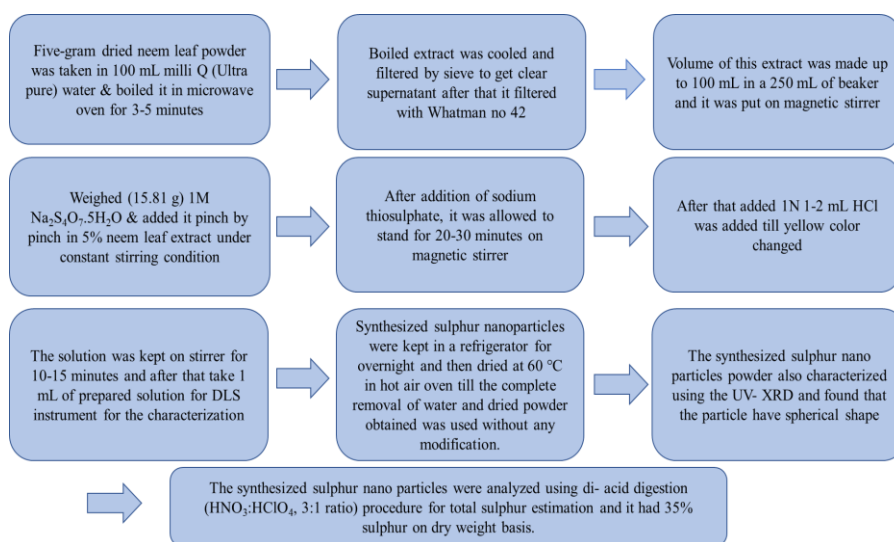 Five-gram dried neem leaf powder
was taken in 100 mL milli Q (Ultra
pure) water & boiled it in microwave
oven for 3-5 minutes
Boiled extract was cooled and
filtered by sieve to get clear
supernatant after that it filtered
with Whatman no 42
Volume of this extract was made up
to 100 mL in a 250 mL of beaker
and it was put on magnetic stirrer
Weighed (15.81 g) 1M
Na₂S₄O₇.5H₂O & added it pinch by
pinch in 5% neem leaf extract under
constant stirring condition
After addition of sodium
thiosulphate, it was allowed to
stand for 20-30 minutes on
magnetic stirrer
After that added 1N 1-2 mL HCl
was added till yellow color
changed
The solution was kept on stirrer for
10-15 minutes and after that take 1
mL of prepared solution for DLS
instrument for the characterization
Synthesized sulphur nanoparticles
were kept in a refrigerator for
overnight and then dried at 60 °C
in hot air oven till the complete
removal of water and dried powder
obtained was used without any
modification.
The synthesized sulphur nano
particles powder also characterized
using the UV- XRD and found that
the particle have spherical shape
The synthesized sulphur nano particles were analyzed using di- acid digestion
(HNO₃:HClO₄, 3:1 ratio) procedure for total sulphur estimation and it had 35%
sulphur on dry weight basis.